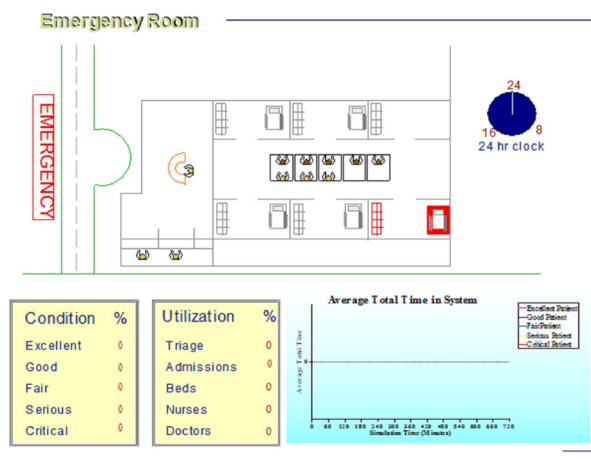 Emergency Room
EMERGENCY
24
16
8
24 hr clock
Condition %
Excellent 0
Good 0
Fair 0
Serious 0
Critical 0
Utilization %
Triage 0
Admissions 0
Beds 0
Nurses 0
Doctors 0
Average Total Time in System
Average Total Time
0
0 60 120 180 240 300 360 420 480 540 600 660 720
Simulation Time (Minutes)
Excellent Patient
Good Patient
Fair Patient
Serious Patient
Critical Patient